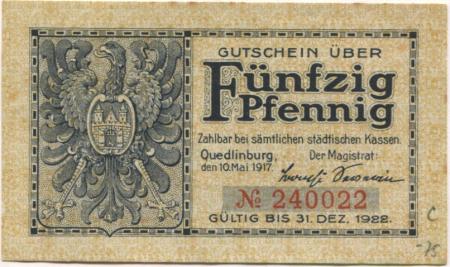 GUTSCHEIN ÜBER
Fünfzig
Pfennig
Zahlbar bei sämtlichen städtischen Kassen.
Quedlinburg, Der Magistrat:
den 10. Mai 1917.
№ 240022
GÜLTIG BIS 31. DEZ. 1922.
C
-75